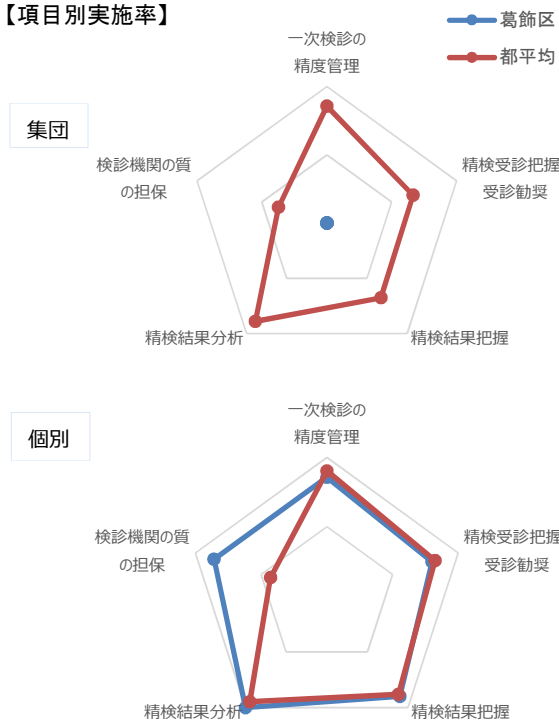 【項目別実施率】
葛飾区
都平均
集団
一次検診の
精度管理
精検受診把握
受診勧奨
精検結果把握
精検結果分析
検診機関の質
の担保
個別
一次検診の
精度管理
精検受診把握
受診勧奨
精検結果把握
精検結果分析
検診機関の質
の担保